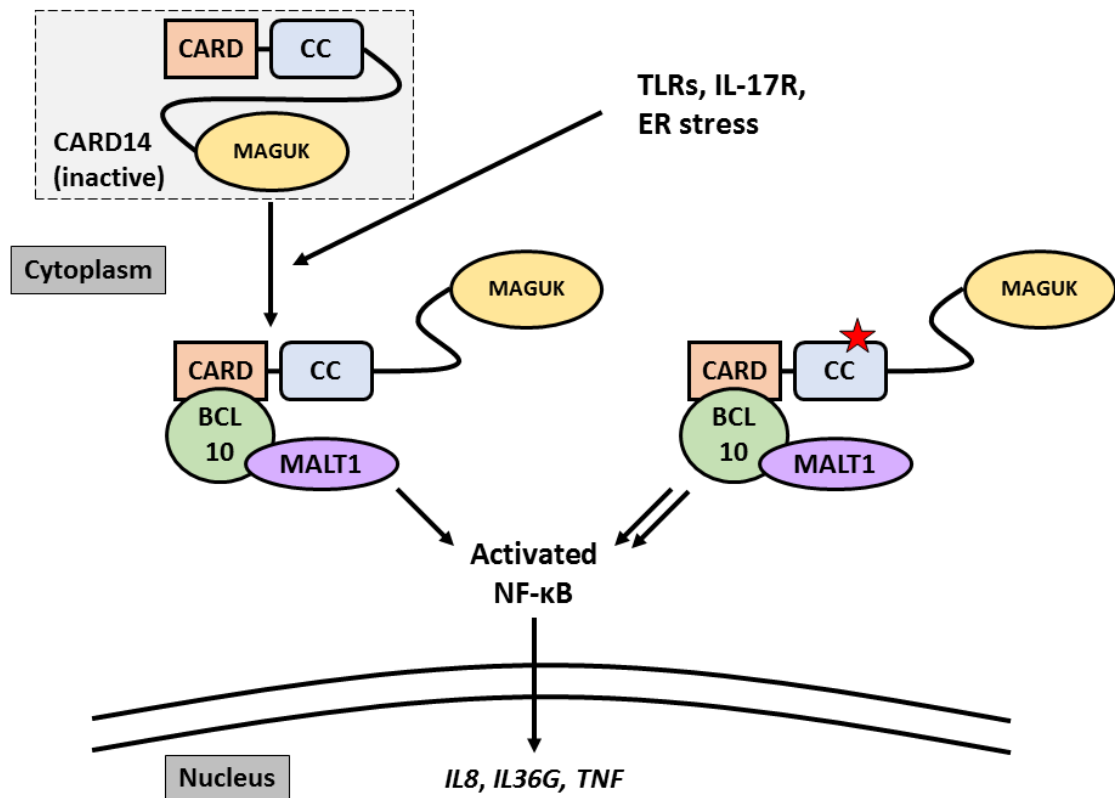 CARD
CC
MAGUK
CARD14
(inactive)
TLRs, IL-17R,
ER stress
Cytoplasm
MAGUK
CARD
CC
BCL
10
MALT1
MAGUK
CARD
CC
BCL
10
MALT1
Activated
NF-κB
Nucleus
IL8, IL36G, TNF